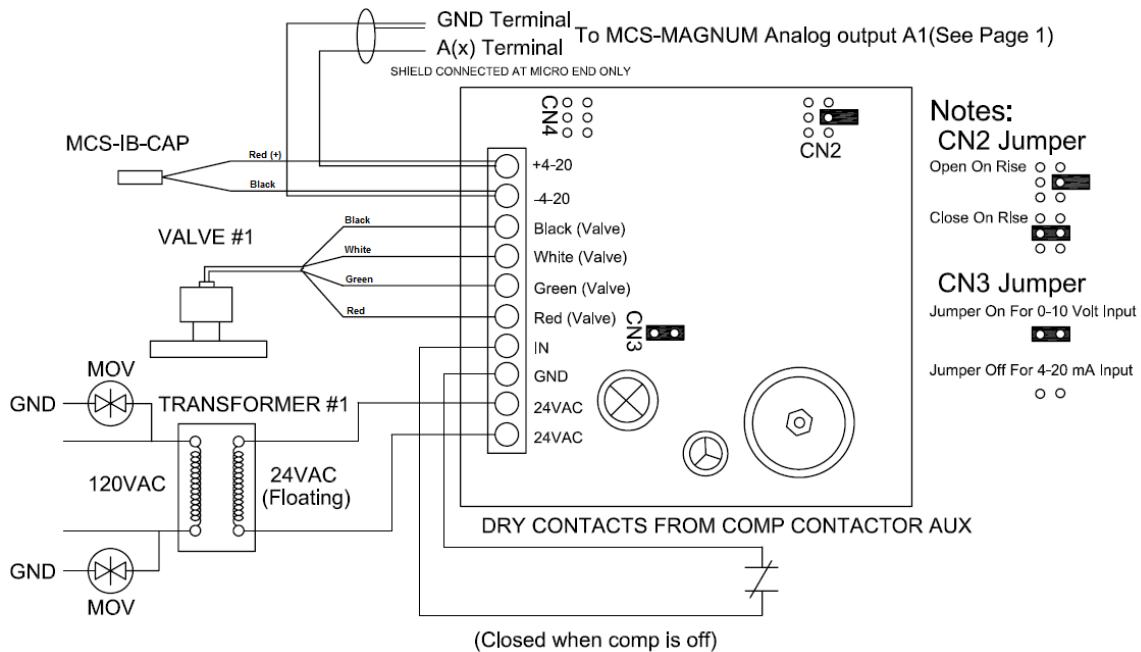 GND Terminal
A(x) Terminal
To MCS-MAGNUM Analog output A1(See Page 1)
SHIELD CONNECTED AT MICRO END ONLY
MCS-IB-CAP
Red (+)
Black
VALVE #1
Black
White
Green
Red
CN4
CN2
+4-20
-4-20
Black (Valve)
White (Valve)
Green (Valve)
Red (Valve)
IN
GND
24VAC
24VAC
CN3
MOV
GND
TRANSFORMER #1
120VAC
24VAC
(Floating)
GND
MOV
DRY CONTACTS FROM COMP CONTACTOR AUX
(Closed when comp is off)
Notes:
CN2 Jumper
Open On Rise
Close On Rise
CN3 Jumper
Jumper On For 0-10 Volt Input
Jumper Off For 4-20 mA Input